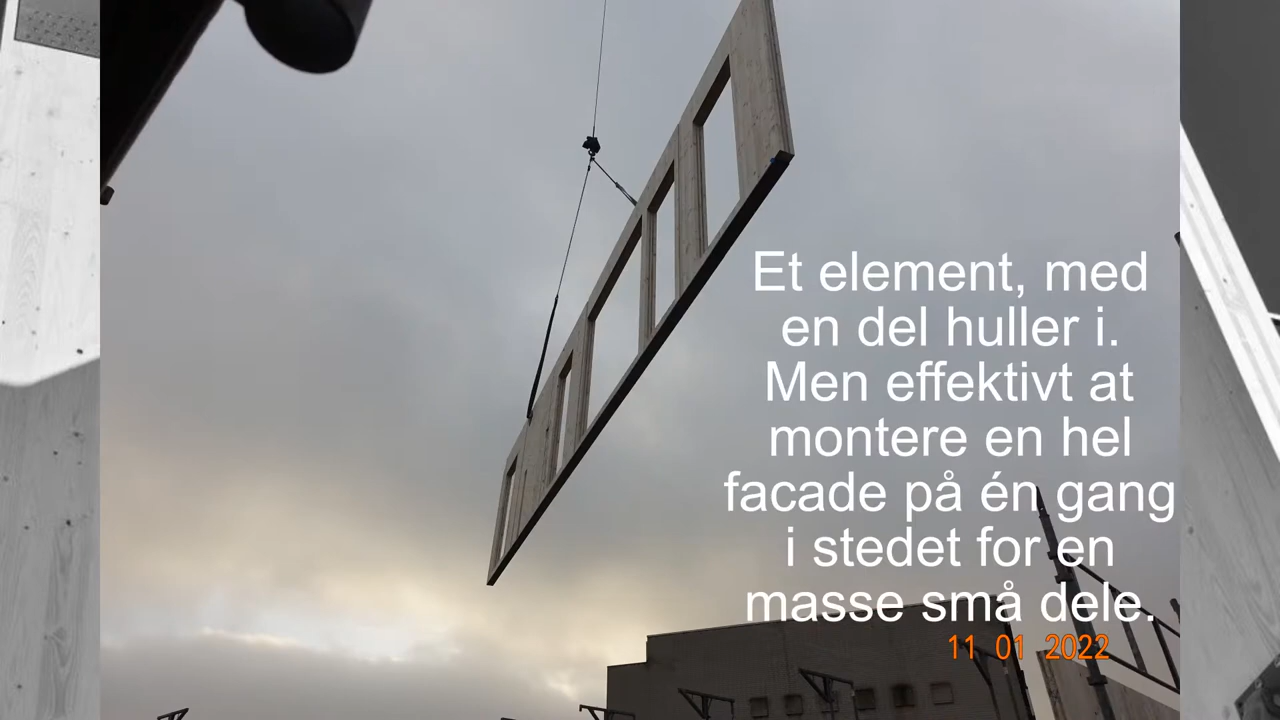 Et element, med
en del huller i.
Men effektivt at
montere en hel
facade på én gang
i stedet for en
masse små dele.
11 01 2022